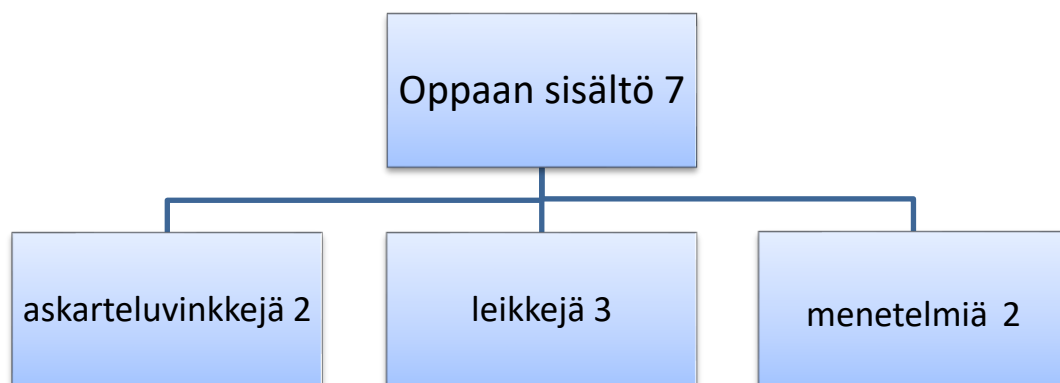 Oppaan sisältö 7
askarteluvinkkejä 2
leikkejä 3
menetelmiä 2